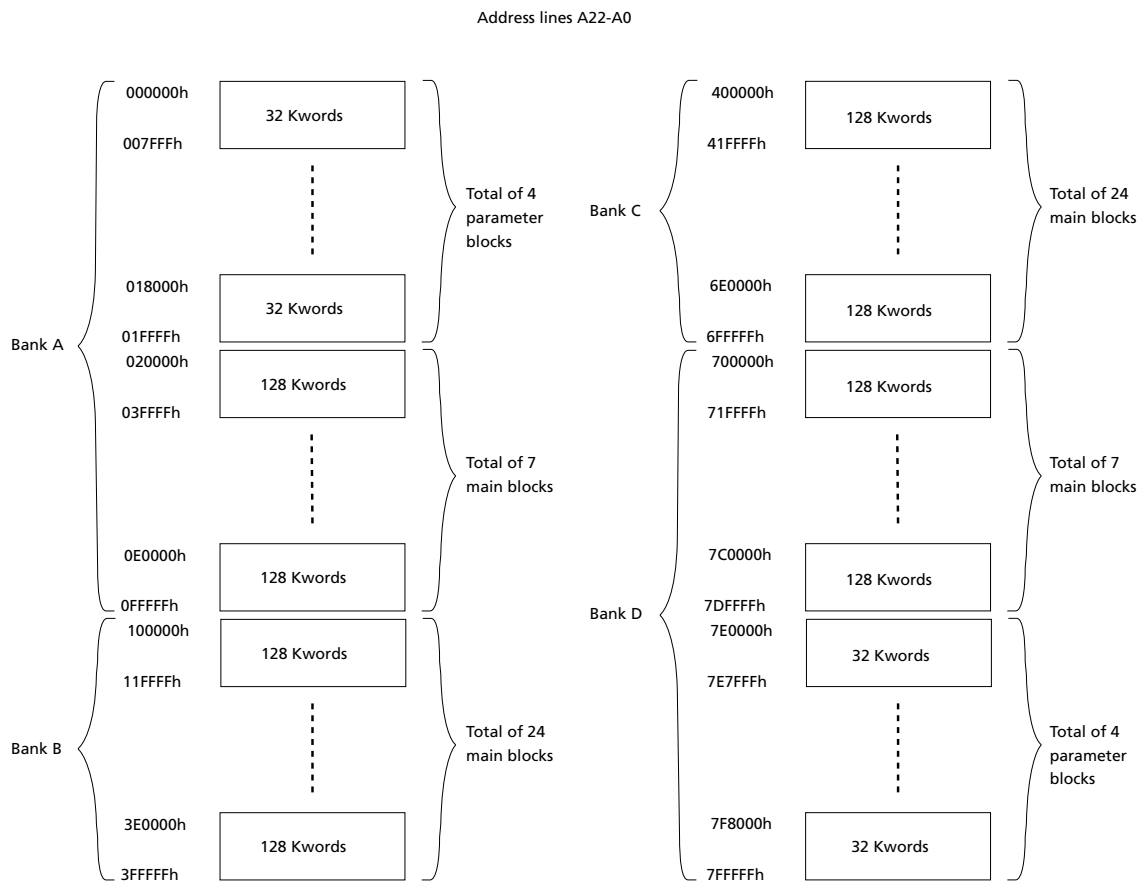 Address lines A22-A0
Bank A
000000h
32 Kwords
007FFFh
Total of 4
parameter
blocks
018000h
32 Kwords
01FFFFh
020000h
128 Kwords
03FFFFh
Total of 7
main blocks
0E0000h
128 Kwords
0FFFFFh
Bank B
100000h
128 Kwords
11FFFFh
Total of 24
main blocks
3E0000h
128 Kwords
3FFFFFh
Bank C
400000h
128 Kwords
41FFFFh
Total of 24
main blocks
6E0000h
128 Kwords
6FFFFFh
Bank D
700000h
128 Kwords
71FFFFh
Total of 7
main blocks
7C0000h
128 Kwords
7DFFFFh
7E0000h
32 Kwords
7E7FFFh
Total of 4
parameter
blocks
7F8000h
32 Kwords
7FFFFFh